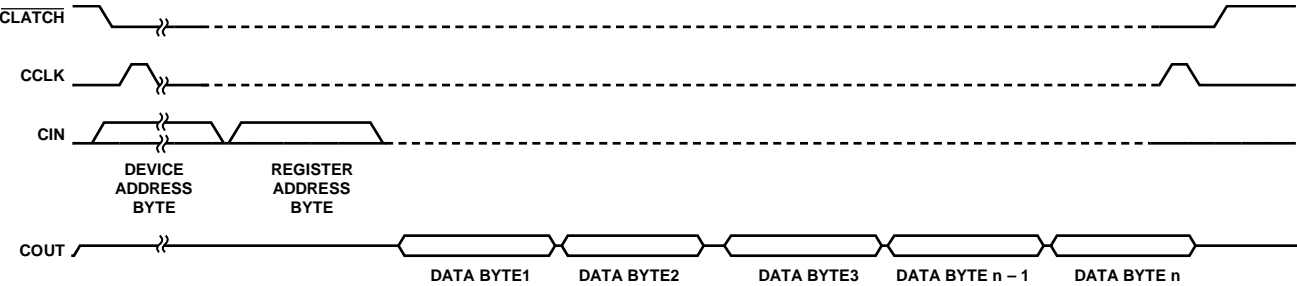 CLATCH
CCLK
CIN
DEVICE
ADDRESS
BYTE
REGISTER
ADDRESS
BYTE
COUT
DATA BYTE1 DATA BYTE2 DATA BYTE3 DATA BYTE n – 1 DATA BYTE n